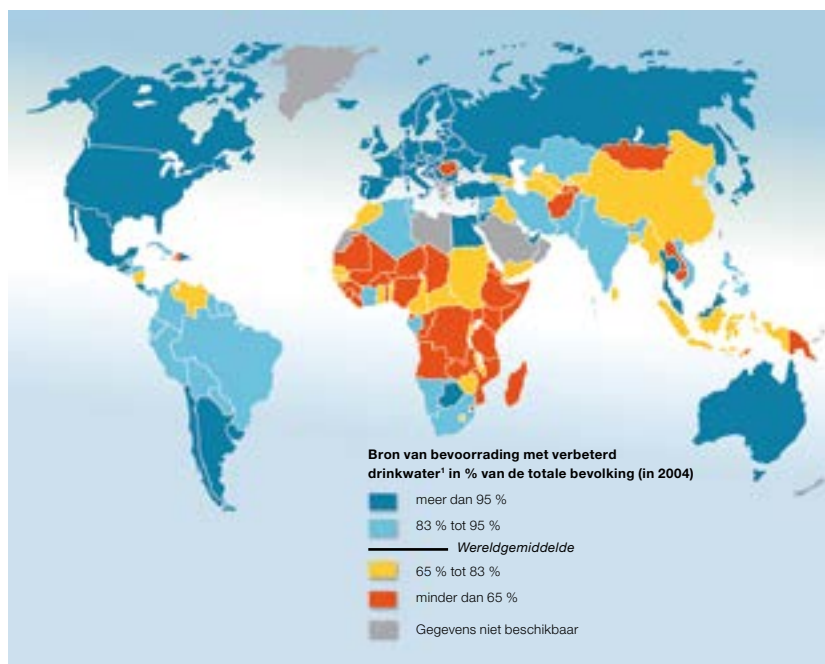 Bron van bevoorrading met verbeterd
drinkwater¹ in % van de totale bevolking (in 2004)
meer dan 95 %
83 % tot 95 %
Wereldgemiddelde
65 % tot 83 %
minder dan 65 %
Gegevens niet beschikbaar